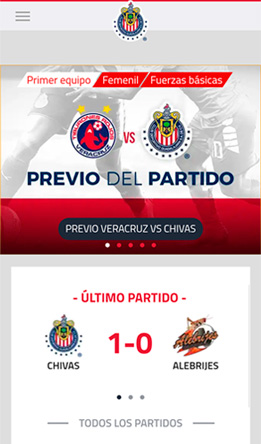 Primer equipo Femenil Fuerzas básicas
TIBURONES ROJOS
VERACRUZ
VS
PREVIO DEL PARTIDO
PREVIO VERACRUZ VS CHIVAS
- ÚLTIMO PARTIDO -
1-0
Alebrijes
CHIVAS ALEBRIJES
TODOS LOS PARTIDOS